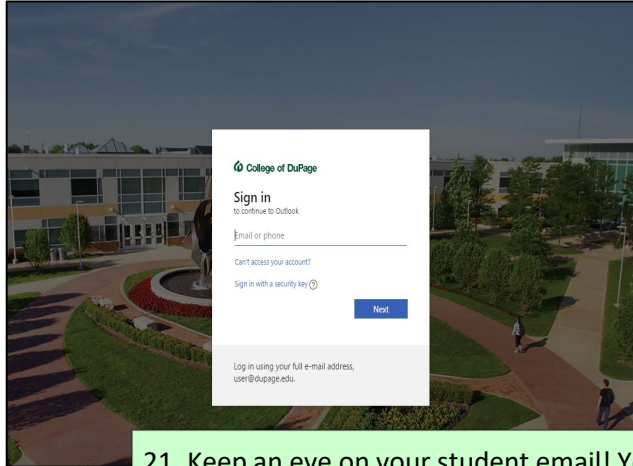 College of DuPage
Sign in
to continue to Outlook
Email or phone
Can't access your account?
Sign in with a security key
Next
Log in using your full e-mail address,
user@dupage.edu.
21. Keep an eye on your student email! Y